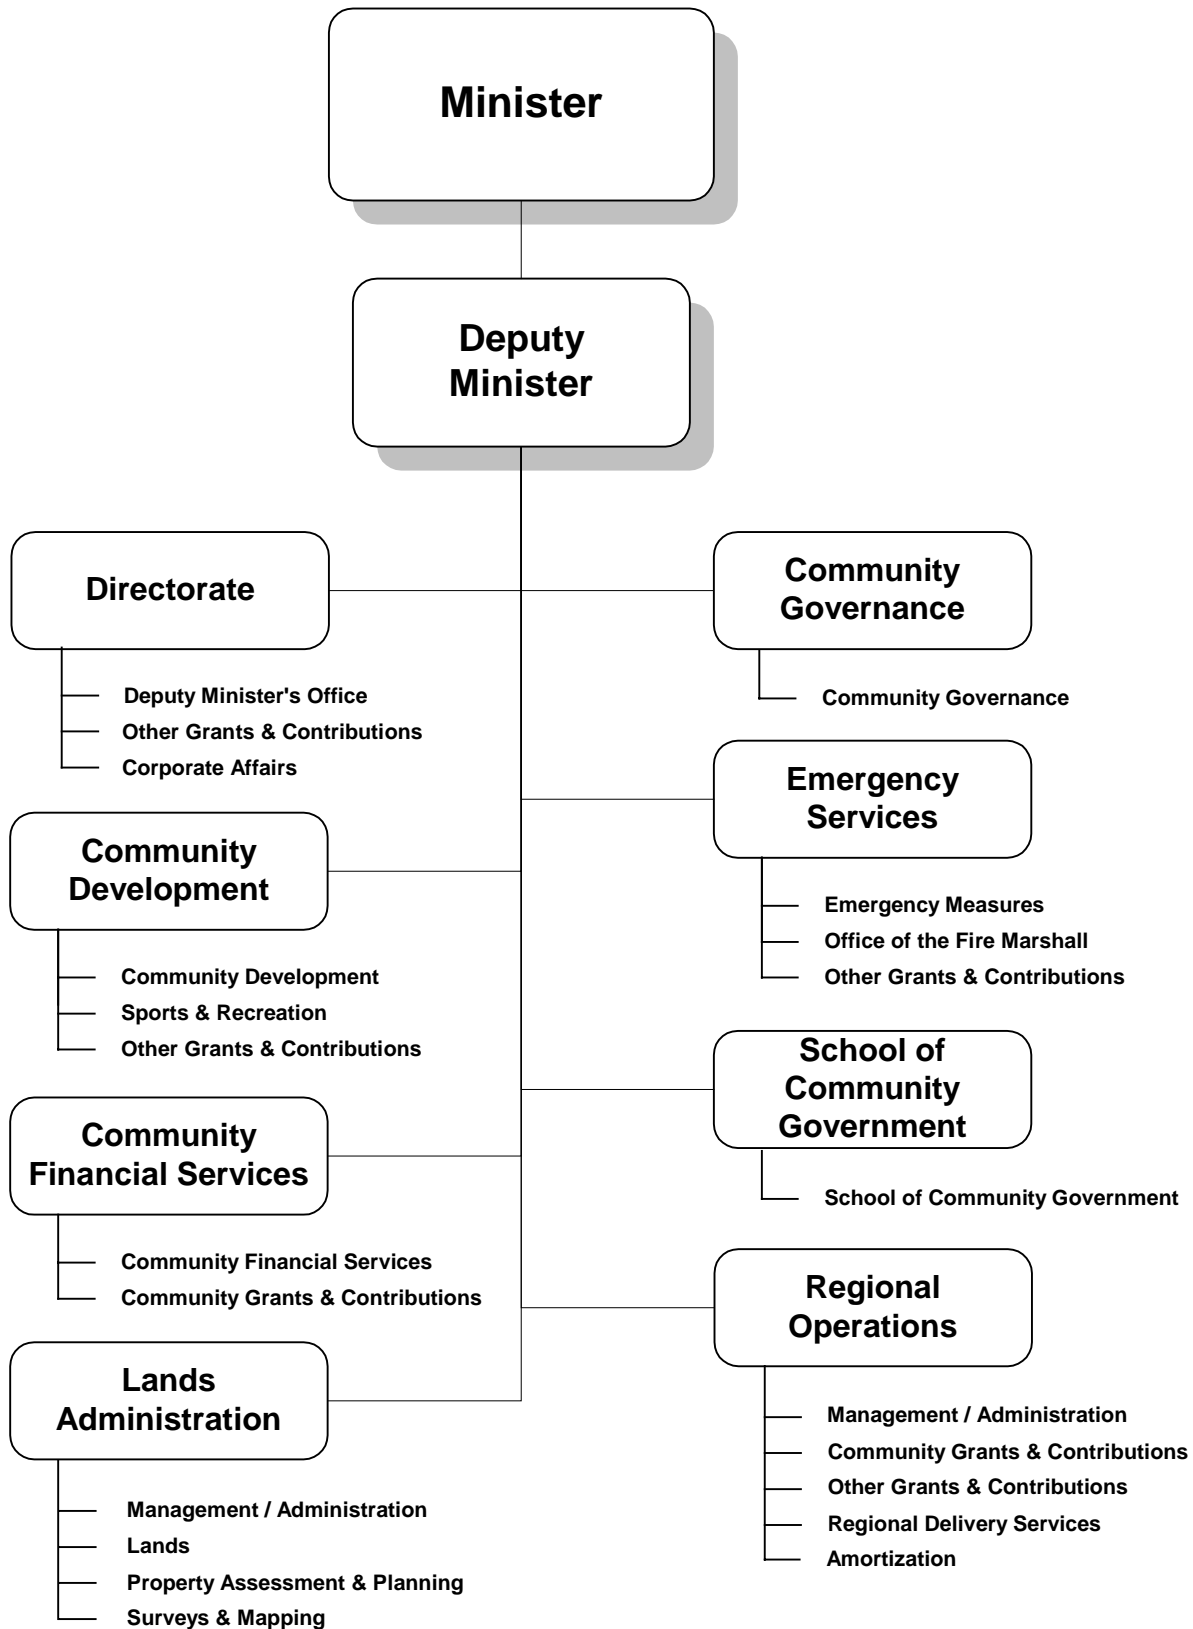 Minister
Deputy
Minister
Directorate
Deputy Minister's Office
Other Grants & Contributions
Corporate Affairs
Community
Development
Community Development
Sports & Recreation
Other Grants & Contributions
Community
Financial Services
Community Financial Services
Community Grants & Contributions
Lands
Administration
Management / Administration
Lands
Property Assessment & Planning
Surveys & Mapping
Community
Governance
Community Governance
Emergency
Services
Emergency Measures
Office of the Fire Marshall
Other Grants & Contributions
School of
Community
Government
School of Community Government
Regional
Operations
Management / Administration
Community Grants & Contributions
Other Grants & Contributions
Regional Delivery Services
Amortization